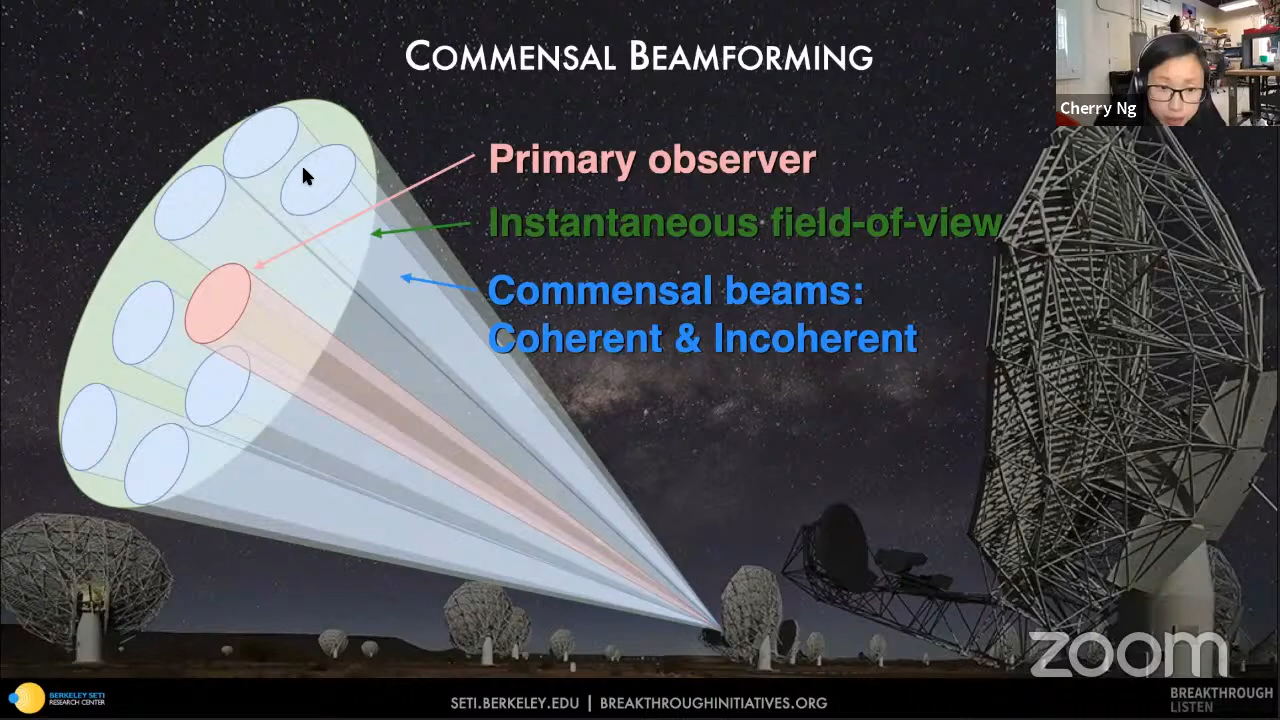 COMMENSAL BEAMFORMING
Cherry Ng
Primary observer
Instantaneous field-of-view
Commensal beams:
Coherent & Incoherent
zoom
BERKELEY SETI
RESEARCH CENTER
SETI.BERKELEY.EDU | BREAKTHROUGHINITIATIVES.ORG
BREAKTHROUGH
LISTEN